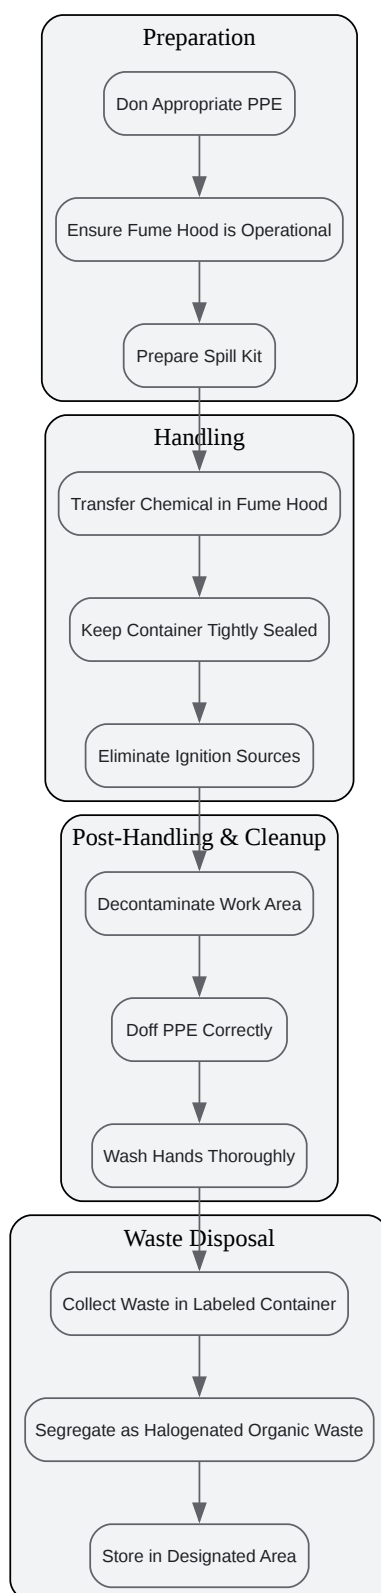 Preparation
Don Appropriate PPE
Ensure Fume Hood is Operational
Prepare Spill Kit
Handling
Transfer Chemical in Fume Hood
Keep Container Tightly Sealed
Eliminate Ignition Sources
Post-Handling & Cleanup
Decontaminate Work Area
Doff PPE Correctly
Wash Hands Thoroughly
Waste Disposal
Collect Waste in Labeled Container
Segregate as Halogenated Organic Waste
Store in Designated Area